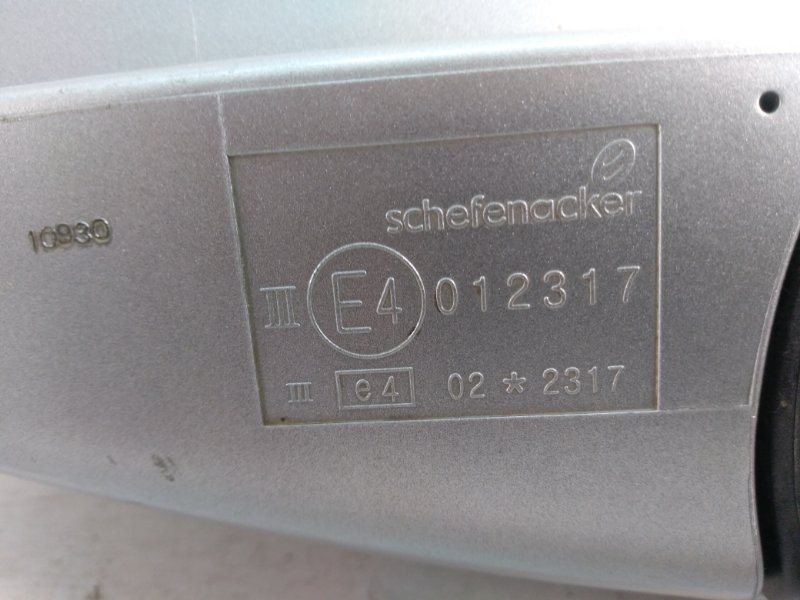 schefenacker
10930
III E4 012317
III e4 02 * 2317